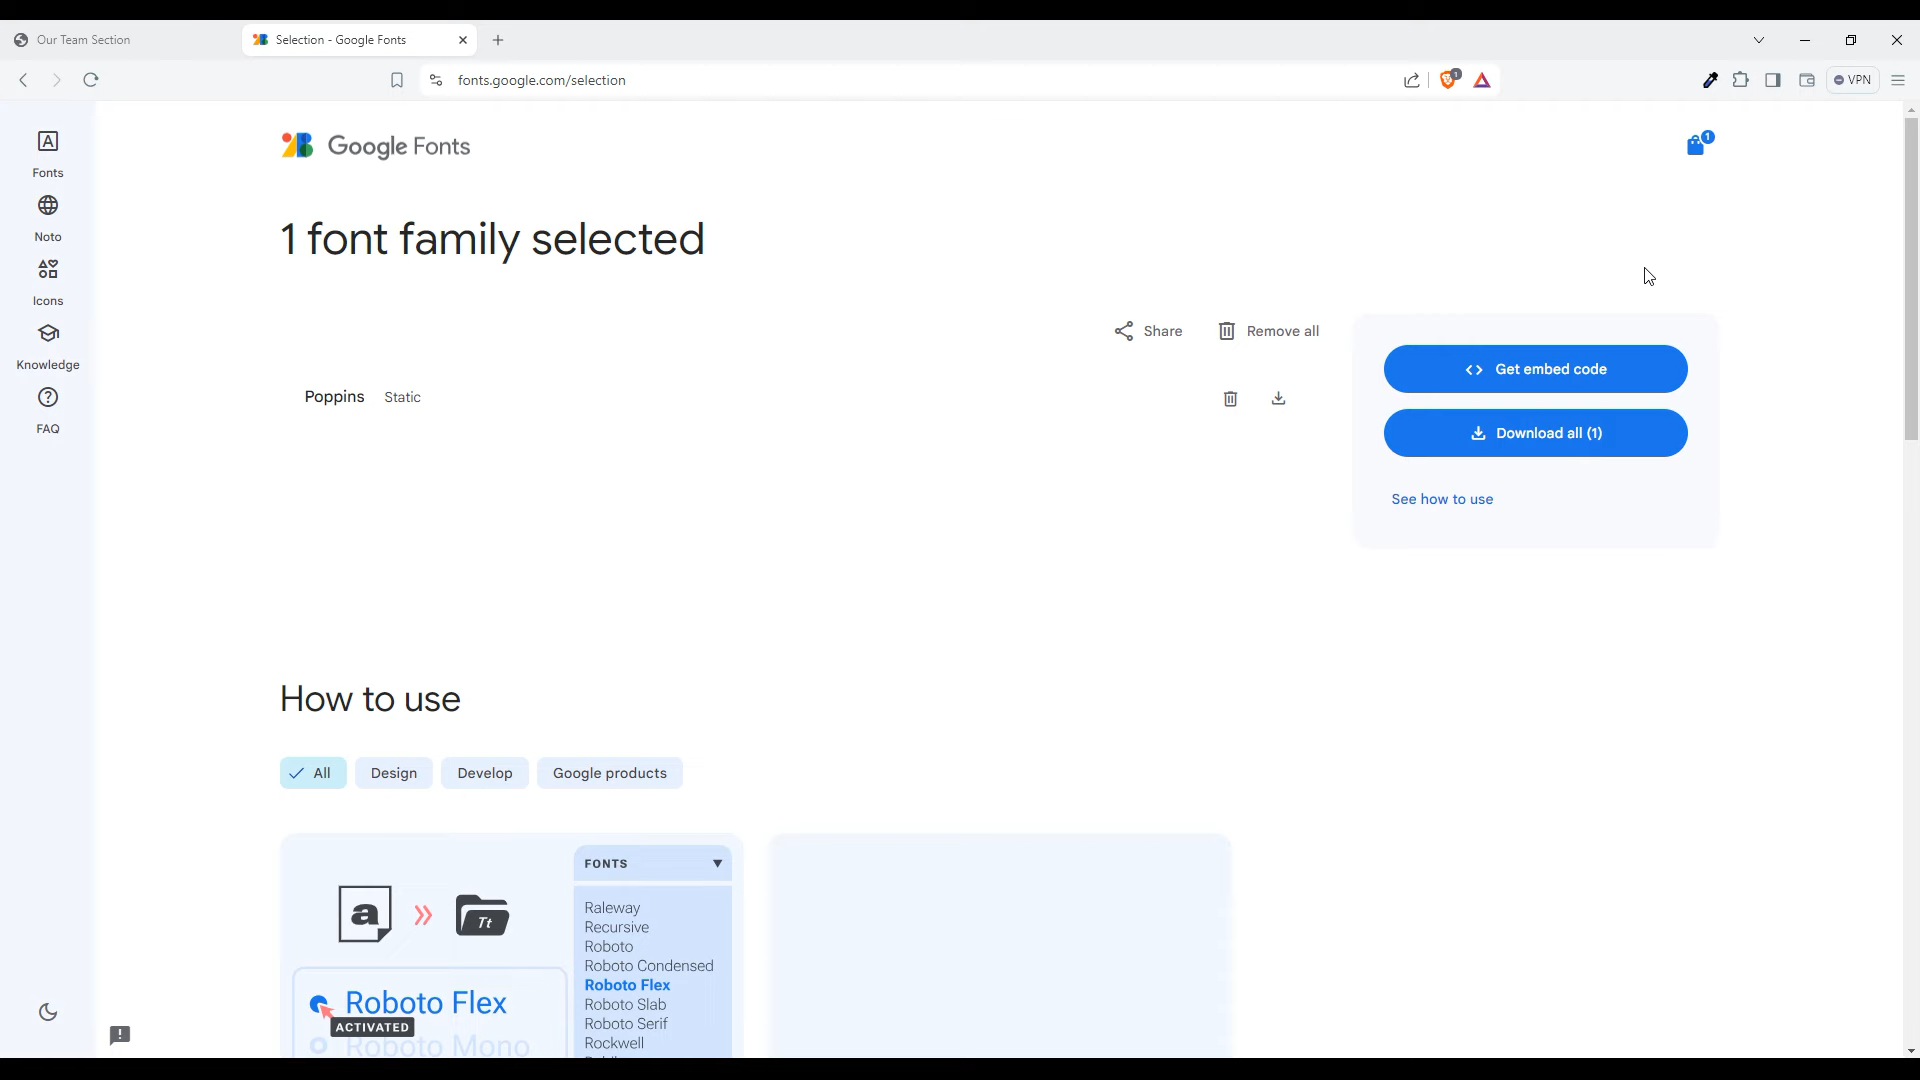 Our Team Section
Selection - Google Fonts
fonts.google.com/selection
1
VPN
Fonts
Noto
Icons
Knowledge
FAQ
Google Fonts
1
1 font family selected
Share
Remove all
Poppins Static
Get embed code
Download all (1)
See how to use
How to use
All
Design
Develop
Google products
a
Tt
Roboto Flex
ACTIVATED
Roboto Mono
FONTS
Raleway
Recursive
Roboto
Roboto Condensed
Roboto Flex
Roboto Slab
Roboto Serif
Rockwell